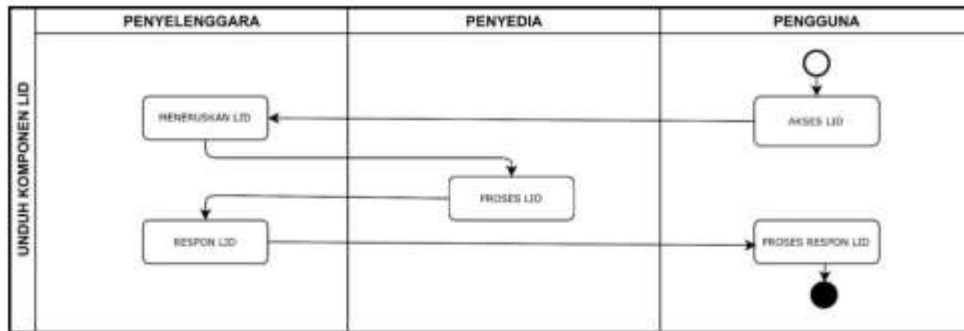 PENYELENGGARA
PENYEDIA
PENGGUNA
UNDUH KOMPONEN LID
MENERUSKAN LID
AKSES LID
PROSES LID
RESPON LID
PROSES RESPON LID